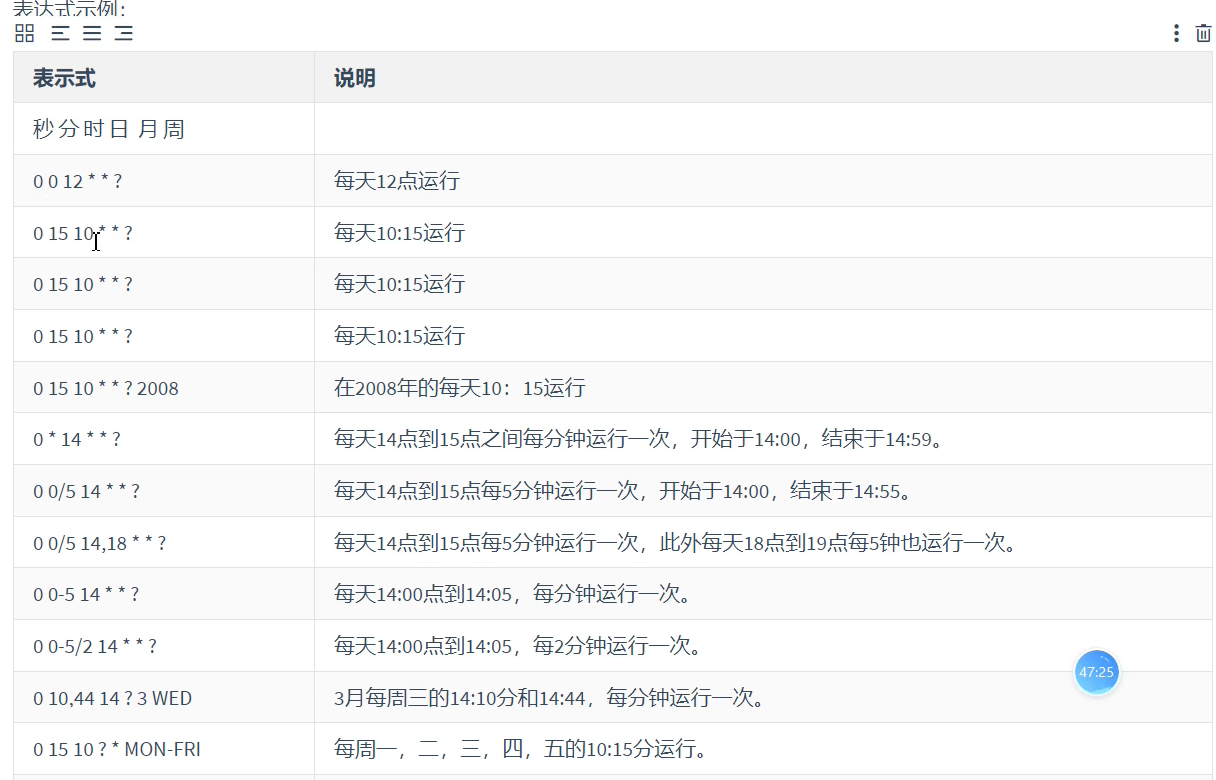 表达式示例：
表示式 说明
秒 分 时 日 月 周
0 0 12 * * ? 每天12点运行
0 15 10 * * ? 每天10:15运行
0 15 10 * * ? 每天10:15运行
0 15 10 * * ? 每天10:15运行
0 15 10 * * ? 2008 在2008年的每天10：15运行
0 * 14 * * ? 每天14点到15点之间每分钟运行一次，开始于14:00，结束于14:59。
0 0/5 14 * * ? 每天14点到15点每5分钟运行一次，开始于14:00，结束于14:55。
0 0/5 14,18 * * ? 每天14点到15点每5分钟运行一次，此外每天18点到19点每5钟也运行一次。
0 0-5 14 * * ? 每天14:00点到14:05，每分钟运行一次。
0 0-5/2 14 * * ? 每天14:00点到14:05，每2分钟运行一次。
47:25
0 10,44 14 ? 3 WED 3月每周三的14:10分和14:44，每分钟运行一次。
0 15 10 ? * MON-FRI 每周一，二，三，四，五的10:15分运行。